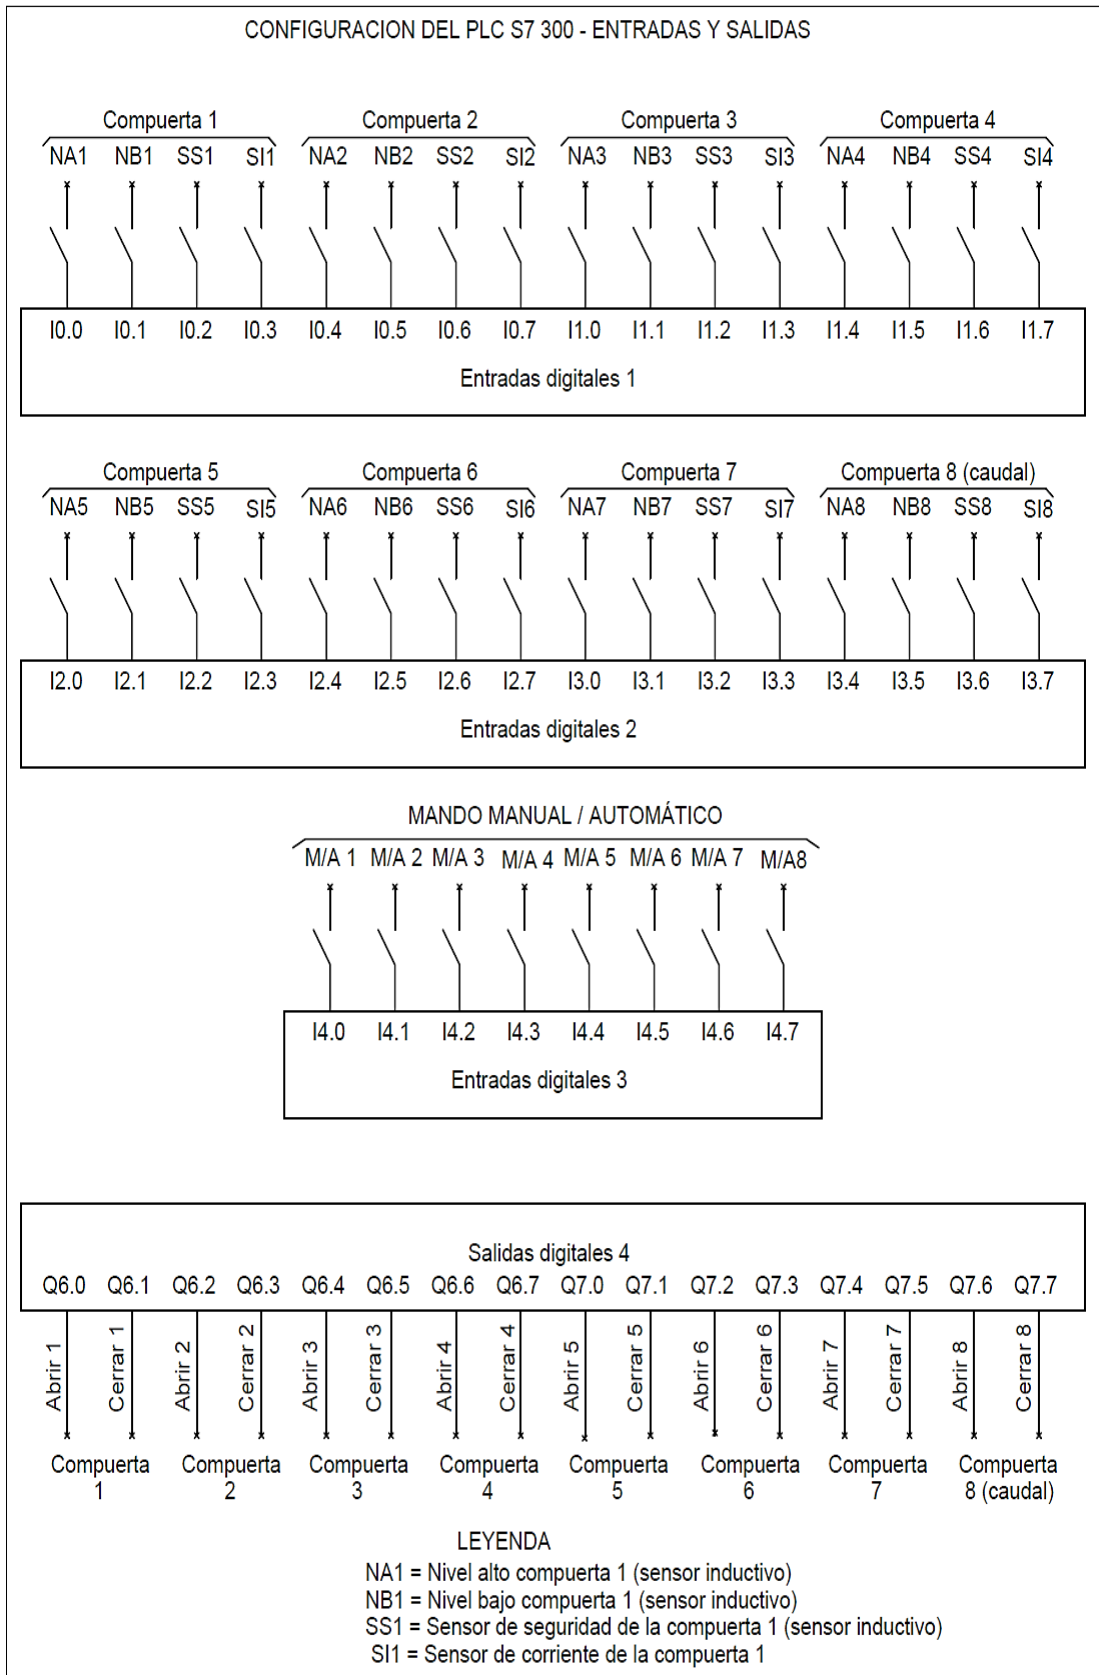 CONFIGURACION DEL PLC S7 300 - ENTRADAS Y SALIDAS
Compuerta 1 Compuerta 2 Compuerta 3 Compuerta 4
NA1 NB1 SS1 SI1 NA2 NB2 SS2 SI2 NA3 NB3 SS3 SI3 NA4 NB4 SS4 SI4
I0.0 I0.1 I0.2 I0.3 I0.4 I0.5 I0.6 I0.7 I1.0 I1.1 I1.2 I1.3 I1.4 I1.5 I1.6 I1.7
Entradas digitales 1
Compuerta 5 Compuerta 6 Compuerta 7 Compuerta 8 (caudal)
NA5 NB5 SS5 SI5 NA6 NB6 SS6 SI6 NA7 NB7 SS7 SI7 NA8 NB8 SS8 SI8
I2.0 I2.1 I2.2 I2.3 I2.4 I2.5 I2.6 I2.7 I3.0 I3.1 I3.2 I3.3 I3.4 I3.5 I3.6 I3.7
Entradas digitales 2
MANDO MANUAL / AUTOMÁTICO
M/A 1 M/A 2 M/A 3 M/A 4 M/A 5 M/A 6 M/A 7 M/A8
I4.0 I4.1 I4.2 I4.3 I4.4 I4.5 I4.6 I4.7
Entradas digitales 3
Salidas digitales 4
Q6.0 Q6.1 Q6.2 Q6.3 Q6.4 Q6.5 Q6.6 Q6.7 Q7.0 Q7.1 Q7.2 Q7.3 Q7.4 Q7.5 Q7.6 Q7.7
Abrir 1 Cerrar 1 Abrir 2 Cerrar 2 Abrir 3 Cerrar 3 Abrir 4 Cerrar 4 Abrir 5 Cerrar 5 Abrir 6 Cerrar 6 Abrir 7 Cerrar 7 Abrir 8 Cerrar 8
Compuerta Compuerta Compuerta Compuerta Compuerta Compuerta Compuerta Compuerta
1 2 3 4 5 6 7 8 (caudal)
LEYENDA
NA1 = Nivel alto compuerta 1 (sensor inductivo)
NB1 = Nivel bajo compuerta 1 (sensor inductivo)
SS1 = Sensor de seguridad de la compuerta 1 (sensor inductivo)
SI1 = Sensor de corriente de la compuerta 1